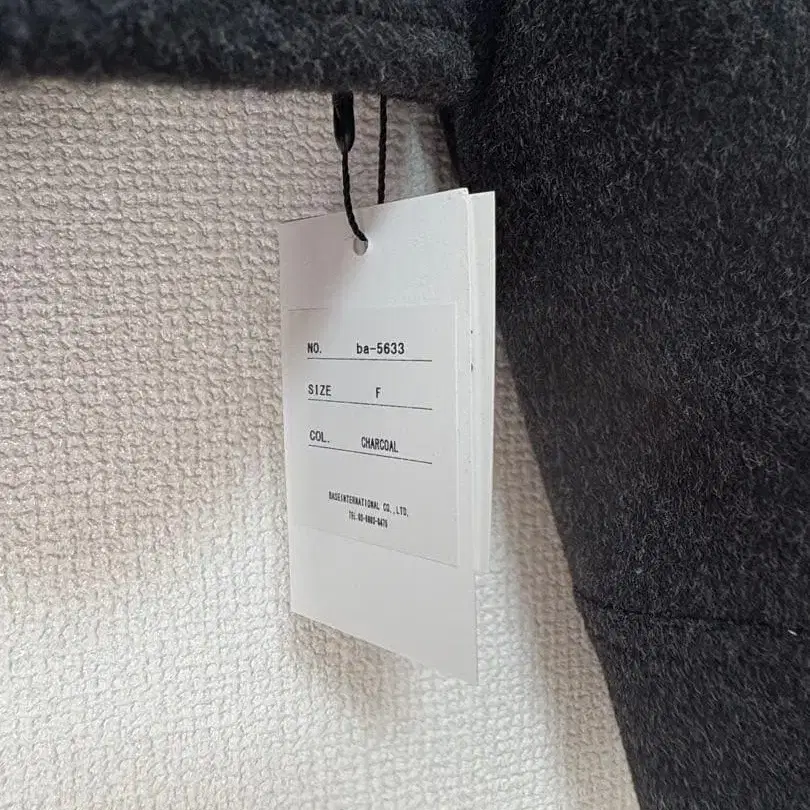 NO. ba-5633
SIZE F
COL. CHARCOAL
BASEINTERNATIONAL CO.,LTD.